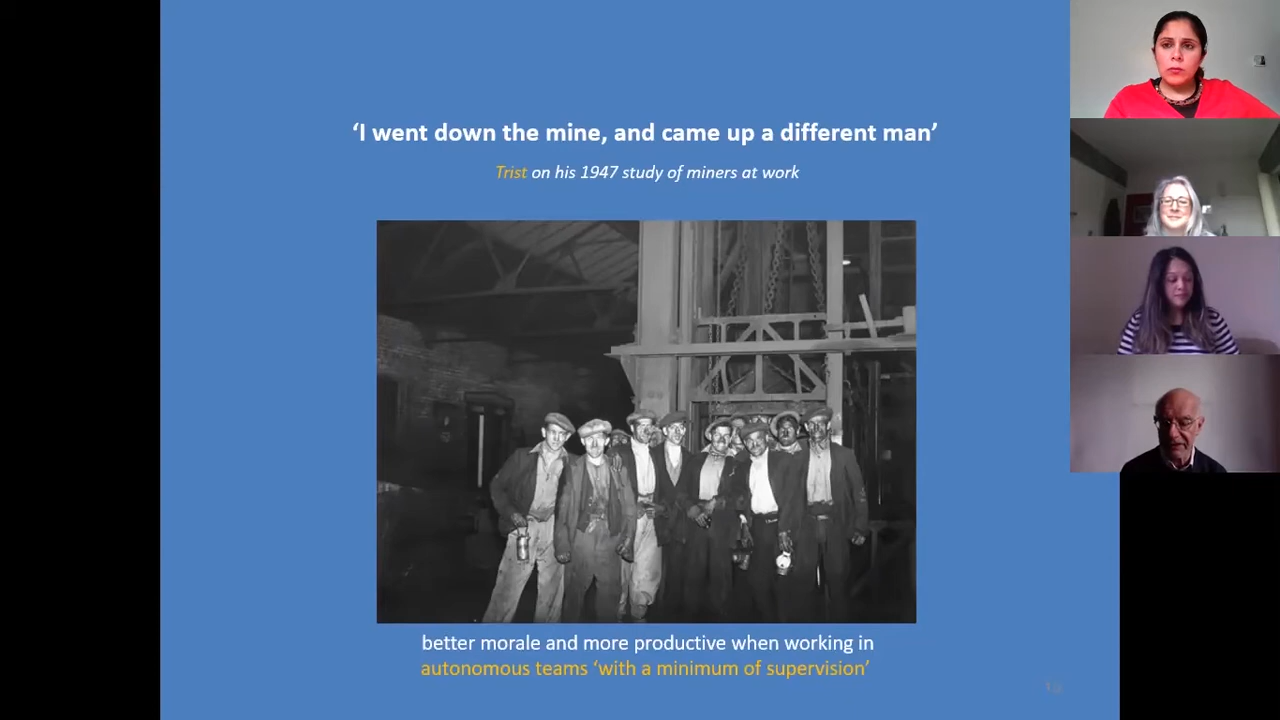 ‘I went down the mine, and came up a different man’
Trist on his 1947 study of miners at work
better morale and more productive when working in
autonomous teams ‘with a minimum of supervision’